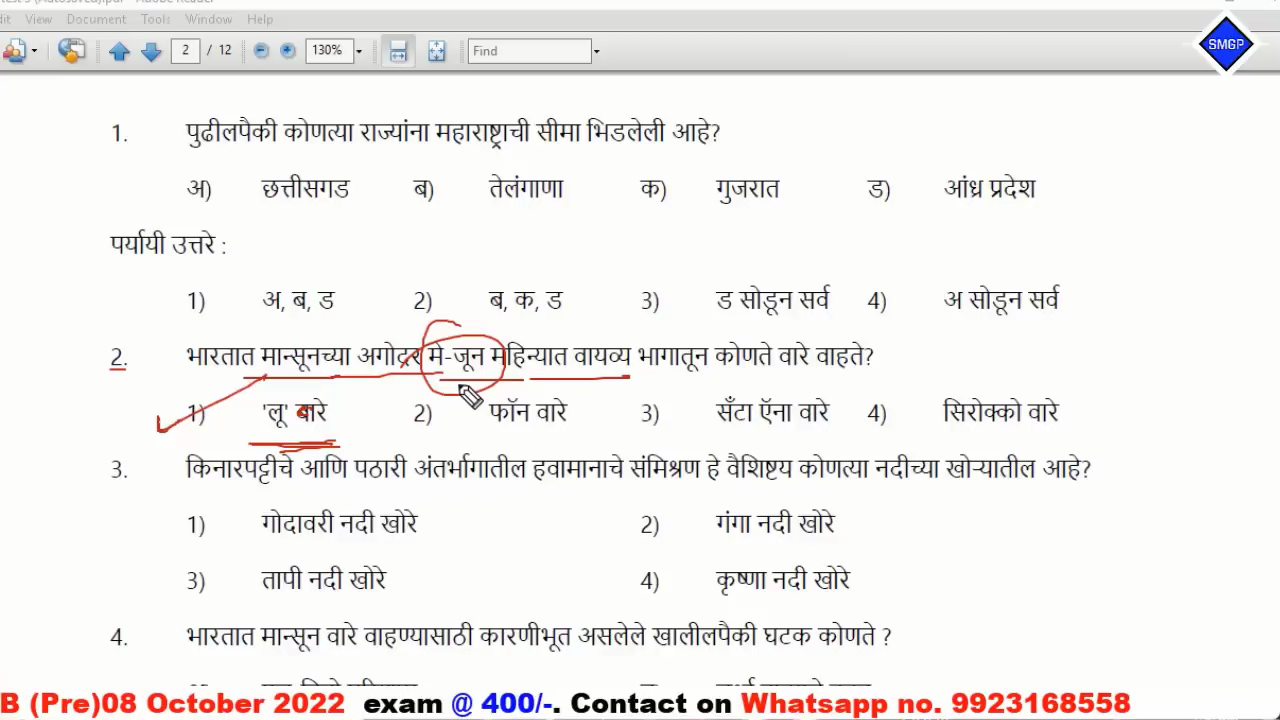 Edit View Document Tools Window Help
2 / 12 130% Find
SMGP
1. पुढीलपैकी कोणत्या राज्यांना महाराष्ट्राची सीमा भिडलेली आहे?
अ) छत्तीसगड ब) तेलंगाणा क) गुजरात ड) आंध्र प्रदेश
पर्यायी उत्तरे :
1) अ, ब, ड 2) ब, क, ड 3) ड सोडून सर्व 4) अ सोडून सर्व
2. भारतात मान्सूनच्या अगोदर मे-जून महिन्यात वायव्य भागातून कोणते वारे वाहते?
1) 'लू' वारे 2) फॉन वारे 3) सँटा ऍना वारे 4) सिरोक्को वारे
3. किनारपट्टीचे आणि पठारी अंतर्भागातील हवामानाचे संमिश्रण हे वैशिष्टय कोणत्या नदीच्या खोऱ्यातील आहे?
1) गोदावरी नदी खोरे 2) गंगा नदी खोरे
3) तापी नदी खोरे 4) कृष्णा नदी खोरे
4. भारतात मान्सून वारे वाहण्यासाठी कारणीभूत असलेले खालीलपैकी घटक कोणते ?
B (Pre)08 October 2022 exam @ 400/-. Contact on Whatsapp no. 9923168558